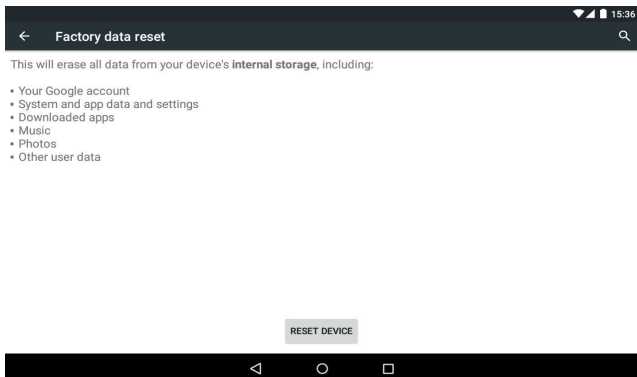 15:36
Factory data reset
This will erase all data from your device's internal storage, including:
• Your Google account
• System and app data and settings
• Downloaded apps
• Music
• Photos
• Other user data
RESET DEVICE